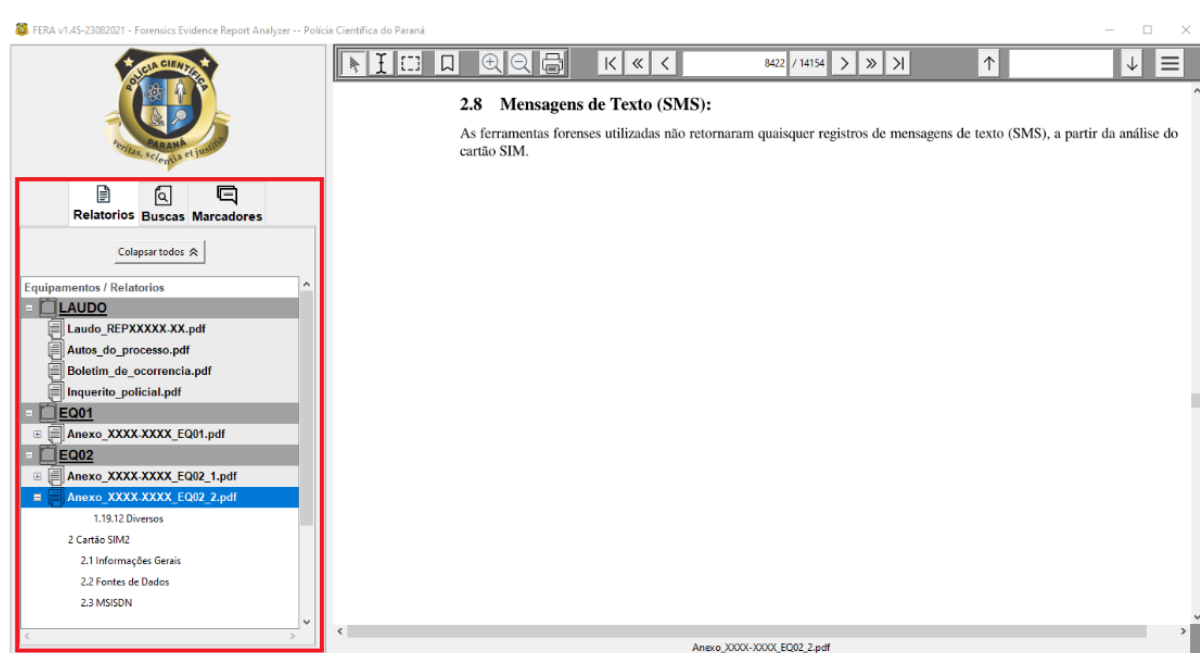 FERA v1.45-23082021 - Forensics Evidence Report Analyzer -- Polícia Científica do Paraná
POLÍCIA CIENTÍFICA
PARANÁ
veritas, scientia et justitia
8422 / 14154
Relatorios Buscas Marcadores
Colapsar todos
Equipamentos / Relatorios
LAUDO
Laudo_REPXXXXX-XX.pdf
Autos_do_processo.pdf
Boletim_de_ocorrencia.pdf
Inquerito_policial.pdf
EQ01
Anexo_XXXX-XXXX_EQ01.pdf
EQ02
Anexo_XXXX-XXXX_EQ02_1.pdf
Anexo_XXXX-XXXX_EQ02_2.pdf
1.19.12 Diversos
2 Cartão SIM2
2.1 Informações Gerais
2.2 Fontes de Dados
2.3 MSISDN
2.8 Mensagens de Texto (SMS):
As ferramentas forenses utilizadas não retornaram quaisquer registros de mensagens de texto (SMS), a partir da análise do
cartão SIM.
Anexo_XXXX-XXXX_EQ02_2.pdf